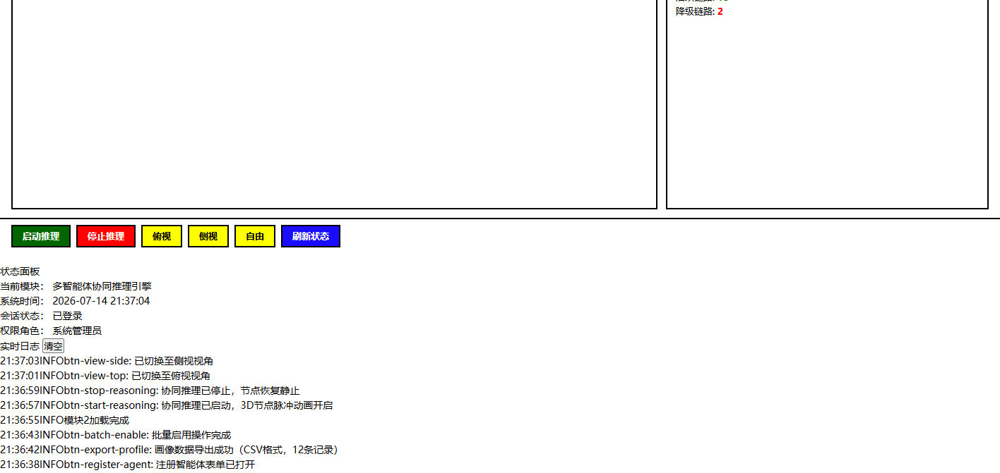 降级链路: 2
启动推理 停止推理 俯视 侧视 自由 刷新状态
状态面板
当前模块： 多智能体协同推理引擎
系统时间： 2026-07-14 21:37:04
会话状态： 已登录
权限角色： 系统管理员
实时日志 清空
21:37:03INFObtn-view-side: 已切换至侧视视角
21:37:01INFObtn-view-top: 已切换至俯视视角
21:36:59INFObtn-stop-reasoning: 协同推理已停止，节点恢复静止
21:36:57INFObtn-start-reasoning: 协同推理已启动，3D节点脉冲动画开启
21:36:55INFO模块2加载完成
21:36:43INFObtn-batch-enable: 批量启用操作完成
21:36:42INFObtn-export-profile: 画像数据导出成功（CSV格式，12条记录）
21:36:38INFObtn-register-agent: 注册智能体表单已打开